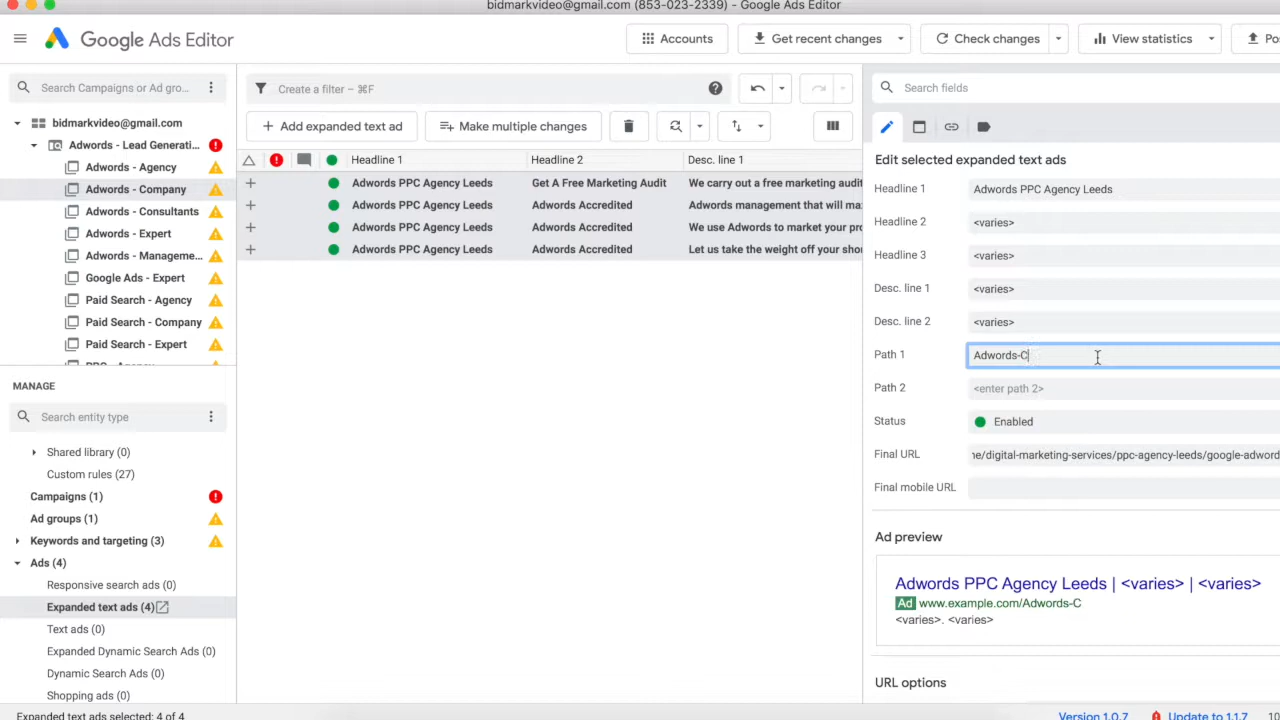 bidmarkvideo@gmail.com (853-023-2339) - Google Ads Editor
Google Ads Editor
Accounts
Get recent changes
Check changes
View statistics
Search Campaigns or Ad gro...
bidmarkvideo@gmail.com
Adwords - Lead Generati...
Adwords - Agency
Adwords - Company
Adwords - Consultants
Adwords - Expert
Adwords - Manageme...
Google Ads - Expert
Paid Search - Agency
Paid Search - Company
Paid Search - Expert
MANAGE
Search entity type
Shared library (0)
Custom rules (27)
Campaigns (1)
Ad groups (1)
Keywords and targeting (3)
Ads (4)
Responsive search ads (0)
Expanded text ads (4)
Text ads (0)
Expanded Dynamic Search Ads (0)
Dynamic Search Ads (0)
Shopping ads (0)
Expanded text ads selected: 4 of 4
Create a filter – ⌘F
+ Add expanded text ad
Make multiple changes
Headline 1 Headline 2 Desc. line 1
Adwords PPC Agency Leeds Get A Free Marketing Audit We carry out a free marketing audit
Adwords PPC Agency Leeds Adwords Accredited Adwords management that will ma
Adwords PPC Agency Leeds Adwords Accredited We use Adwords to market your pro
Adwords PPC Agency Leeds Adwords Accredited Let us take the weight off your shou
Search fields
Edit selected expanded text ads
Headline 1 Adwords PPC Agency Leeds
Headline 2 <varies>
Headline 3 <varies>
Desc. line 1 <varies>
Desc. line 2 <varies>
Path 1 Adwords-C
Path 2 <enter path 2>
Status Enabled
Final URL e/digital-marketing-services/ppc-agency-leeds/google-adword
Final mobile URL
Ad preview
Adwords PPC Agency Leeds | <varies> | <varies>
Ad www.example.com/Adwords-C
<varies>. <varies>
URL options
Version 1.0.7 Update to 1.1.7